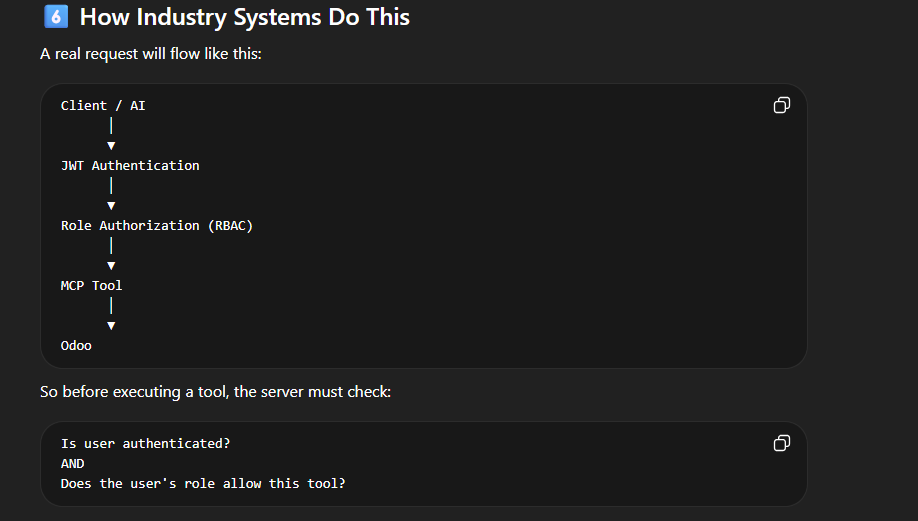 6 How Industry Systems Do This
A real request will flow like this:
Client / AI
│
▼
JWT Authentication
│
▼
Role Authorization (RBAC)
│
▼
MCP Tool
│
▼
Odoo
So before executing a tool, the server must check:
Is user authenticated?
AND
Does the user's role allow this tool?